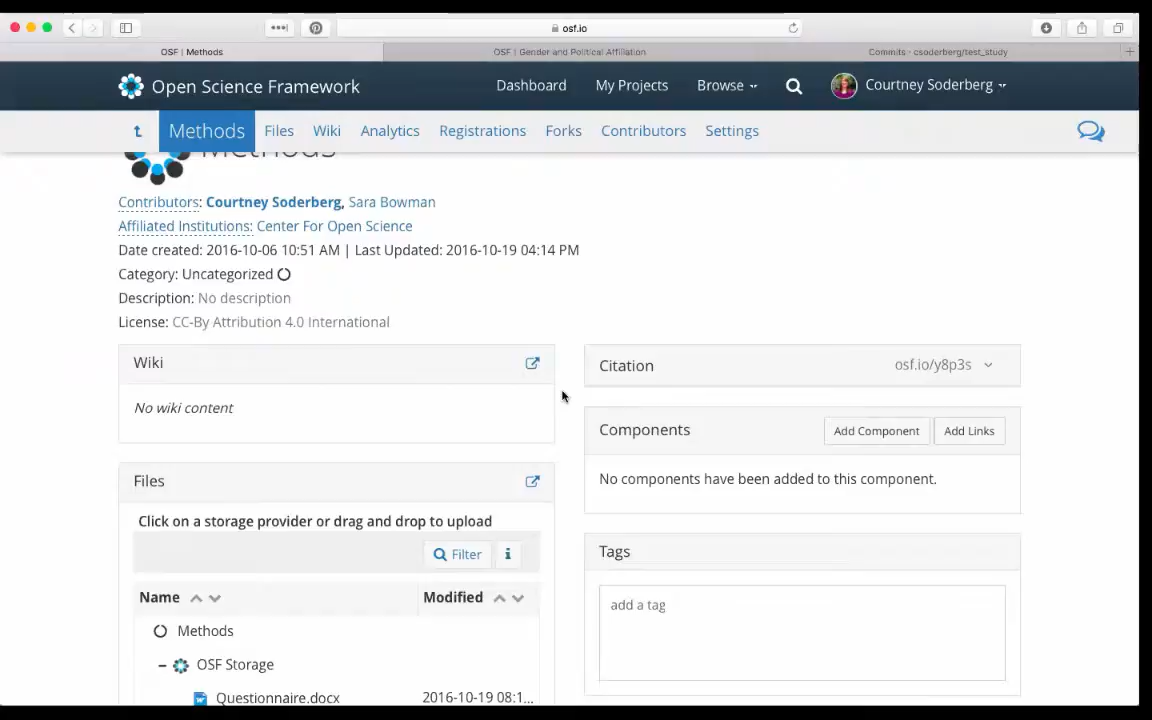 osf.io
OSF | Methods
OSF | Gender and Political Affiliation
Commits - csoderberg/test_study
Open Science Framework
Dashboard
My Projects
Browse
Courtney Soderberg
Methods
Files
Wiki
Analytics
Registrations
Forks
Contributors
Settings
Methods
Contributors: Courtney Soderberg, Sara Bowman
Affiliated Institutions: Center For Open Science
Date created: 2016-10-06 10:51 AM | Last Updated: 2016-10-19 04:14 PM
Category: Uncategorized
Description: No description
License: CC-By Attribution 4.0 International
Wiki
No wiki content
Files
Click on a storage provider or drag and drop to upload
Filter
Name
Modified
Methods
OSF Storage
Questionnaire.docx
2016-10-19 08:1...
Citation
osf.io/y8p3s
Components
Add Component
Add Links
No components have been added to this component.
Tags
add a tag